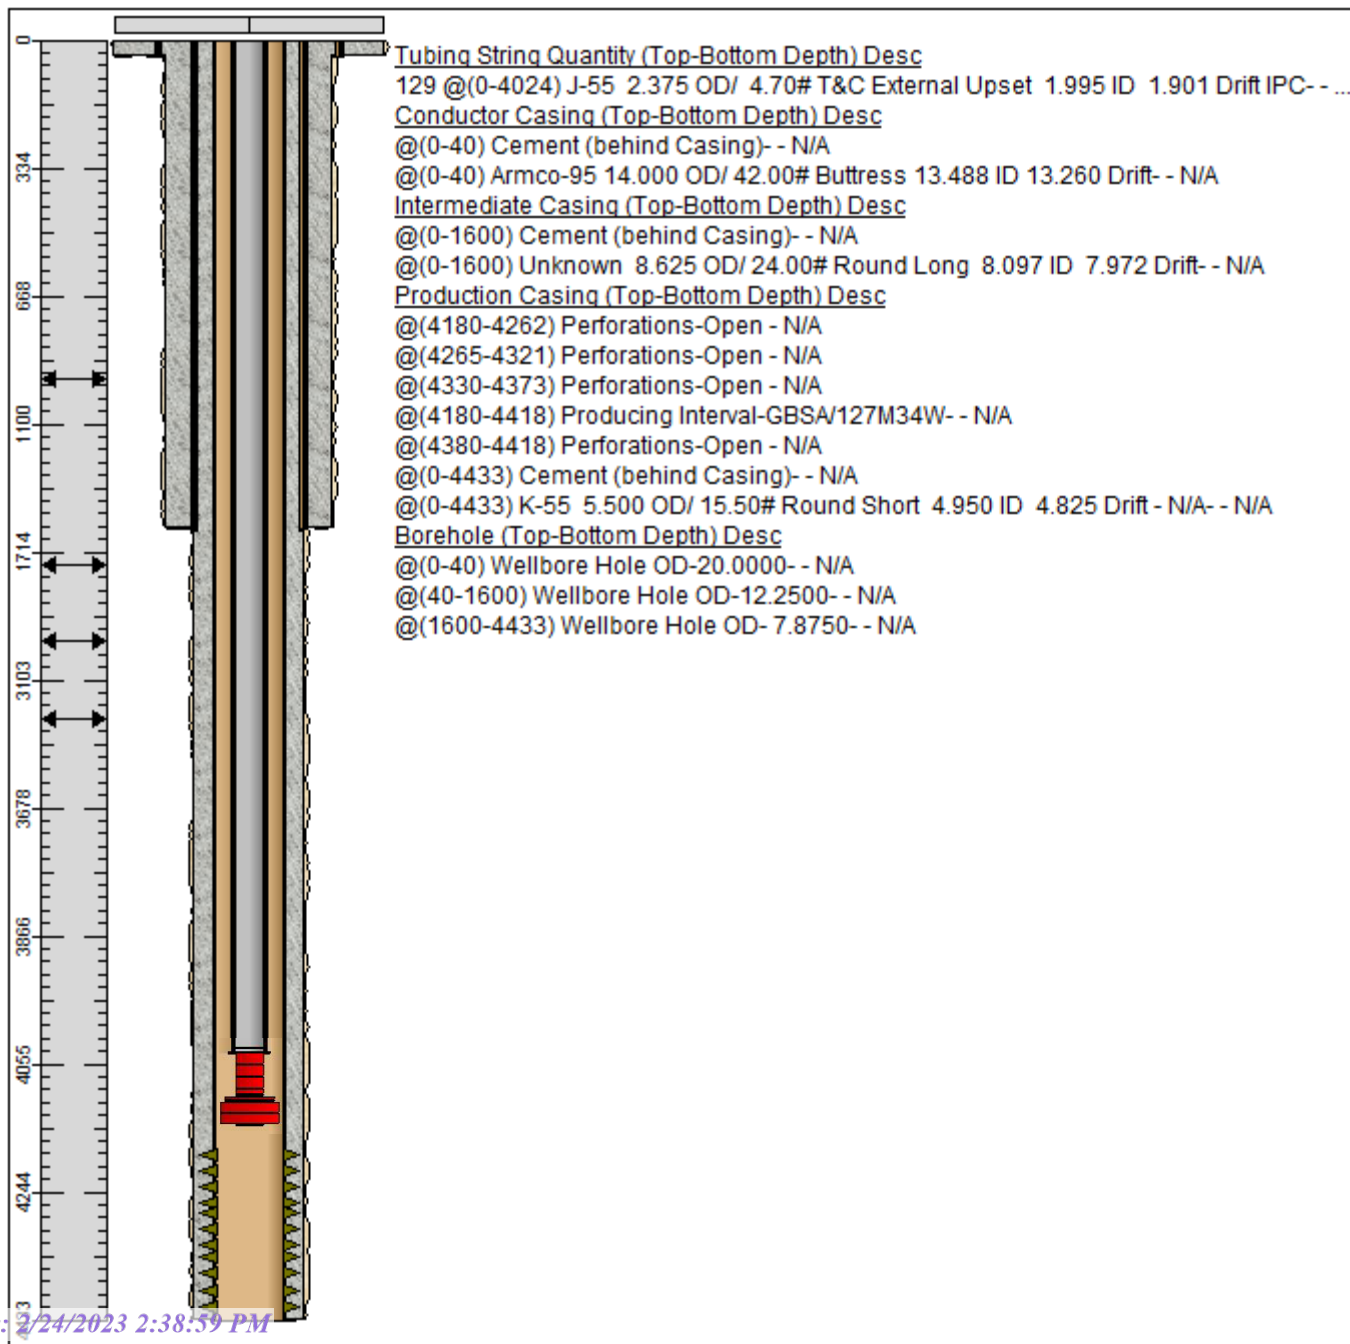 Tubing String Quantity (Top-Bottom Depth) Desc
129 @(0-4024) J-55 2.375 OD/ 4.70# T&C External Upset 1.995 ID 1.901 Drift IPC- - ...
Conductor Casing (Top-Bottom Depth) Desc
@(0-40) Cement (behind Casing)- - N/A
@(0-40) Armco-95 14.000 OD/ 42.00# Buttress 13.488 ID 13.260 Drift- - N/A
Intermediate Casing (Top-Bottom Depth) Desc
@(0-1600) Cement (behind Casing)- - N/A
@(0-1600) Unknown 8.625 OD/ 24.00# Round Long 8.097 ID 7.972 Drift- - N/A
Production Casing (Top-Bottom Depth) Desc
@(4180-4262) Perforations-Open - N/A
@(4265-4321) Perforations-Open - N/A
@(4330-4373) Perforations-Open - N/A
@(4180-4418) Producing Interval-GBSA/127M34W- - N/A
@(4380-4418) Perforations-Open - N/A
@(0-4433) Cement (behind Casing)- - N/A
@(0-4433) K-55 5.500 OD/ 15.50# Round Short 4.950 ID 4.825 Drift - N/A- - N/A
Borehole (Top-Bottom Depth) Desc
@(0-40) Wellbore Hole OD-20.0000- - N/A
@(40-1600) Wellbore Hole OD-12.2500- - N/A
@(1600-4433) Wellbore Hole OD- 7.8750- - N/A
0
334
668
1100
1714
3103
3678
3866
4055
4244
: 2/24/2023 2:38:59 PM